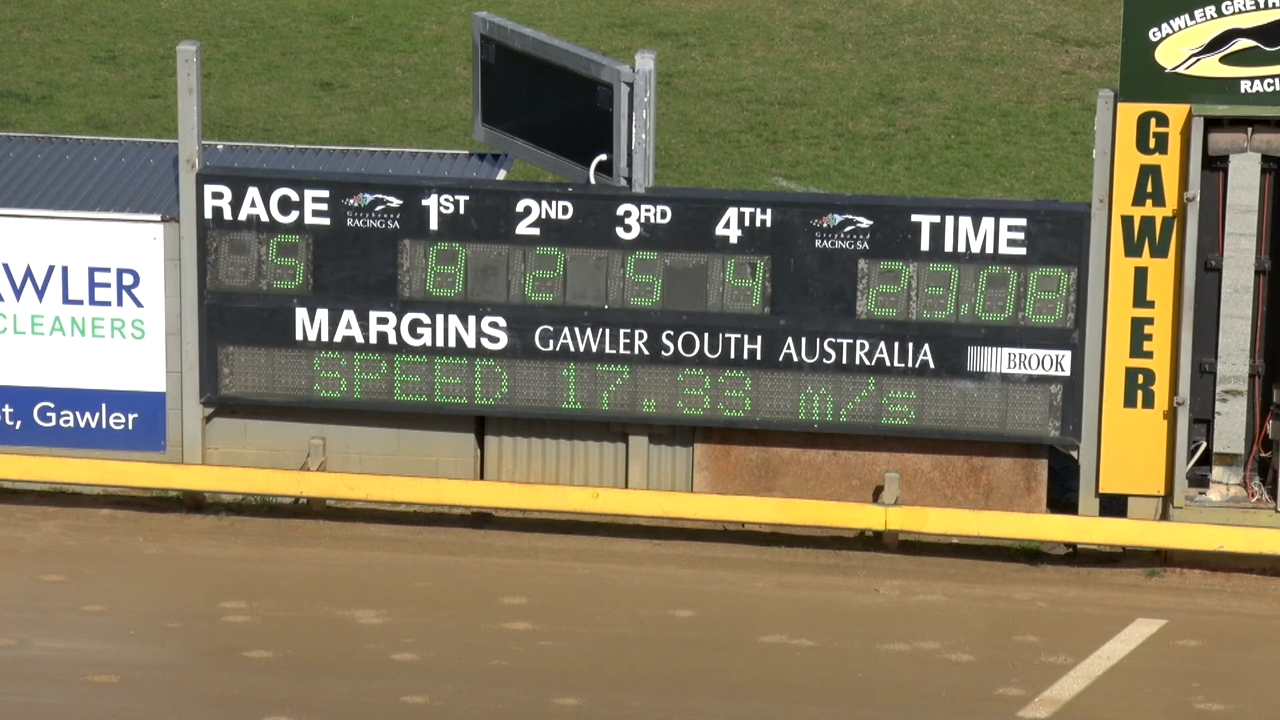 GAWLER GREYH
RACI
GAWLER
RACE
Greyhound
RACING SA
1ST 2ND 3RD 4TH
Greyhound
RACING SA
TIME
5 8 2 5 4 23.08
MARGINS GAWLER SOUTH AUSTRALIA BROOK
SPEED 17.33 m/s
AWLER
CLEANERS
st, Gawler